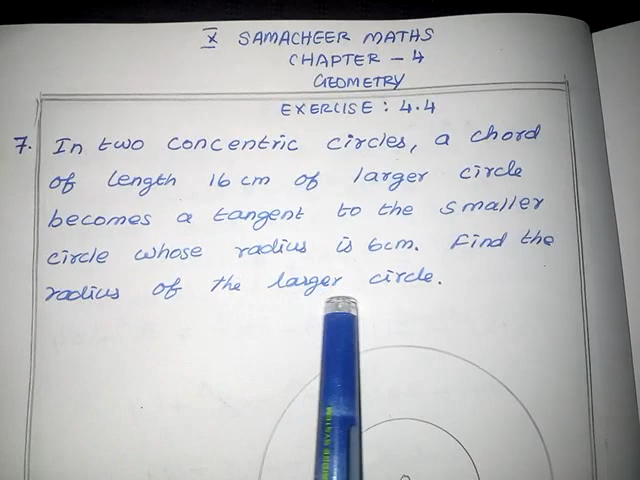 X SAMACHEER MATHS
CHAPTER - 4
GEOMETRY
EXERCISE : 4.4
7. In two concentric circles, a chord
of length 16 cm of larger circle
becomes a tangent to the smaller
circle whose radius is 6cm. Find the
radius of the larger circle.